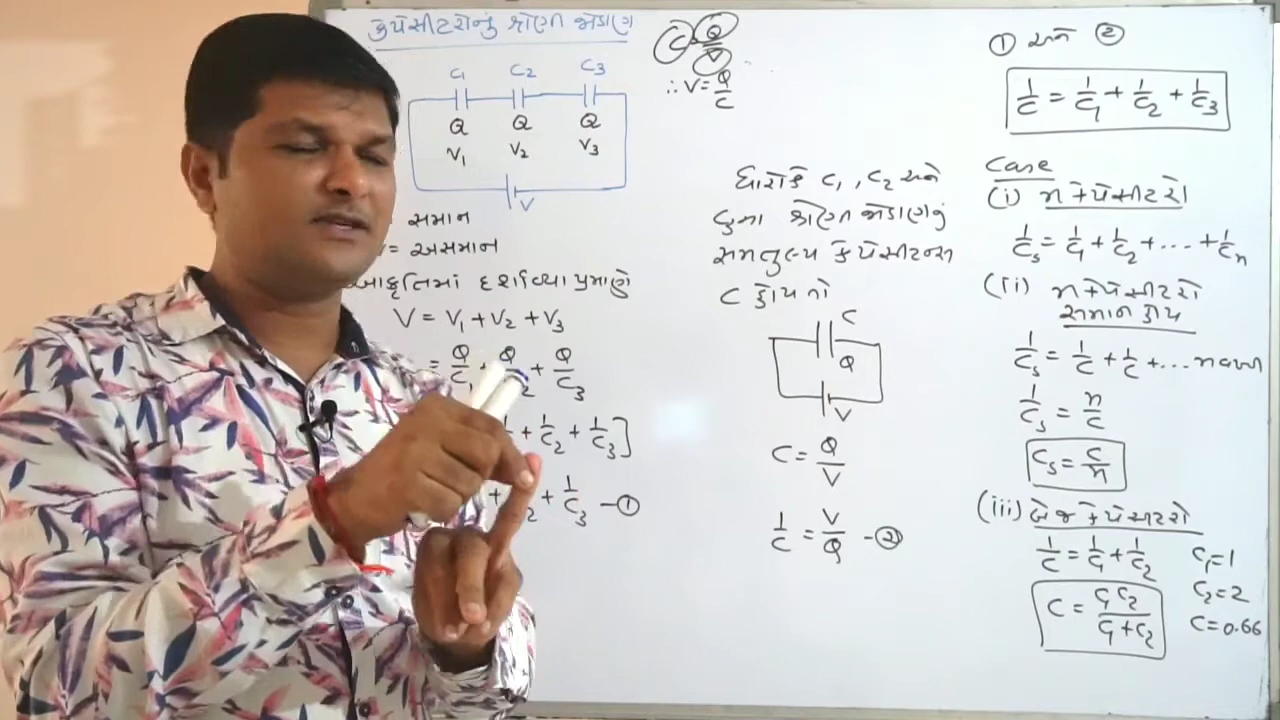 કેપેસીટરોનું શ્રેણી જોડાણ
C₁ C₂ C₃
Q Q Q
V₁ V₂ V₃
V
સમાન
= અસમાન
આકૃતિમાં દર્શાવ્યા પ્રમાણે
V = V₁ + V₂ + V₃
= Q/C₁ + Q/C₂ + Q/C₃
+ 1/C₂ + 1/C₃]
+ 1/C₃ - ①
C = Q/V
∴ V = Q/C
ધારોકે C₁, C₂ અને
C₃ના શ્રેણી જોડાણનું
સમતુલ્ય કેપેસીટન્સ
C હોય તો
C
Q
V
C = Q/V
1/C = V/Q - ②
① અને ②
1/C = 1/C₁ + 1/C₂ + 1/C₃
Case
(i) n કેપેસીટરો
1/Cs = 1/C₁ + 1/C₂ + ... + 1/Cn
(ii) n કેપેસીટરો
સમાન હોય
1/Cs = 1/C + 1/C + ... n વખત
1/Cs = n/C
Cs = C/n
(iii) બે જ કેપેસીટરો
1/C = 1/C₁ + 1/C₂
C = C₁C₂/C₁+C₂
C₁=1
C₂=2
C=0.66